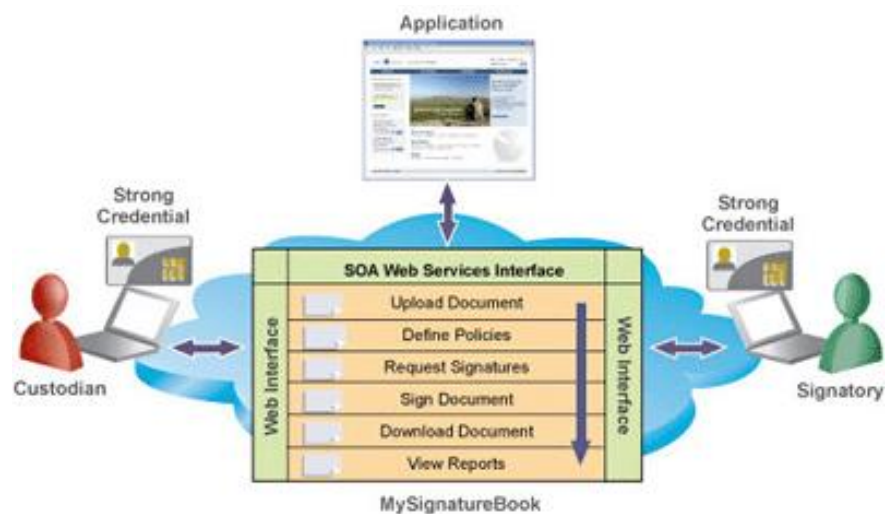 Application
Strong
Credential
Strong
Credential
SOA Web Services Interface
Upload Document
Define Policies
Request Signatures
Sign Document
Download Document
View Reports
Web Interface
Web Interface
Custodian
Signatory
MySignatureBook